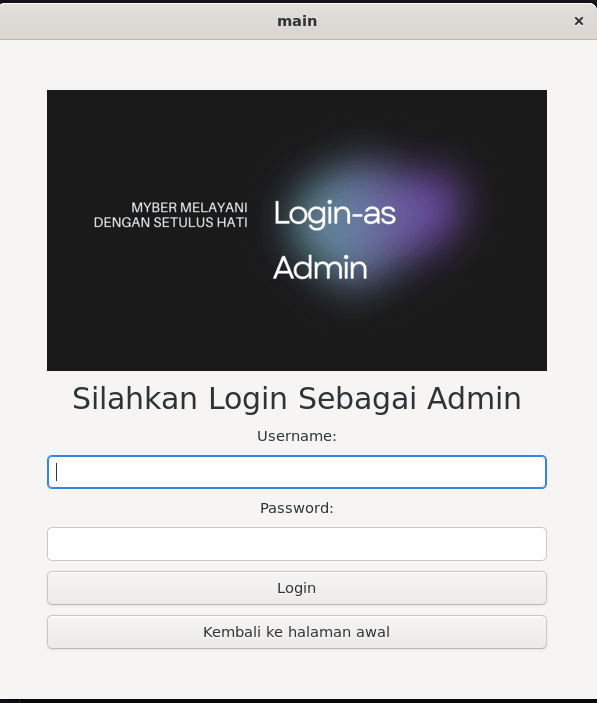 main
MYBER MELAYANI
DENGAN SETULUS HATI
Login-as
Admin
Silahkan Login Sebagai Admin
Username:
Password:
Login
Kembali ke halaman awal